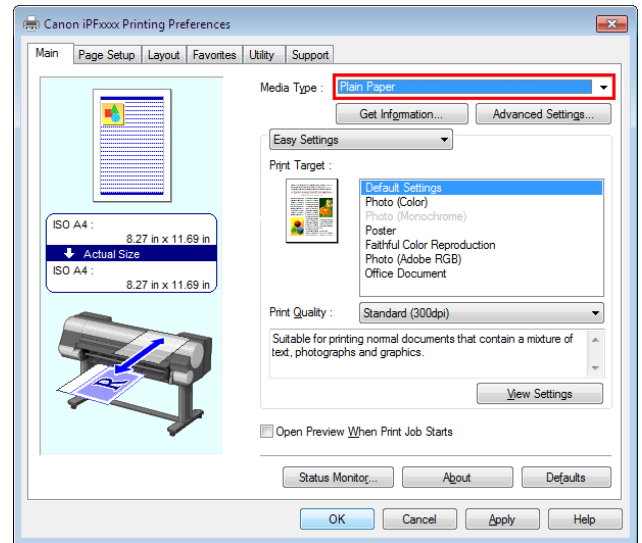 Canon iPFxxxx Printing Preferences
Main Page Setup Layout Favorites Utility Support
Media Type : Plain Paper
Get Information... Advanced Settings...
Easy Settings
Print Target :
Default Settings
Photo (Color)
Photo (Monochrome)
Poster
Faithful Color Reproduction
Photo (Adobe RGB)
Office Document
ISO A4 :
8.27 in x 11.69 in
Actual Size
ISO A4 :
8.27 in x 11.69 in
Print Quality : Standard (300dpi)
Suitable for printing normal documents that contain a mixture of
text, photographs and graphics.
R
View Settings
Open Preview When Print Job Starts
Status Monitor... About Defaults
OK Cancel Apply Help